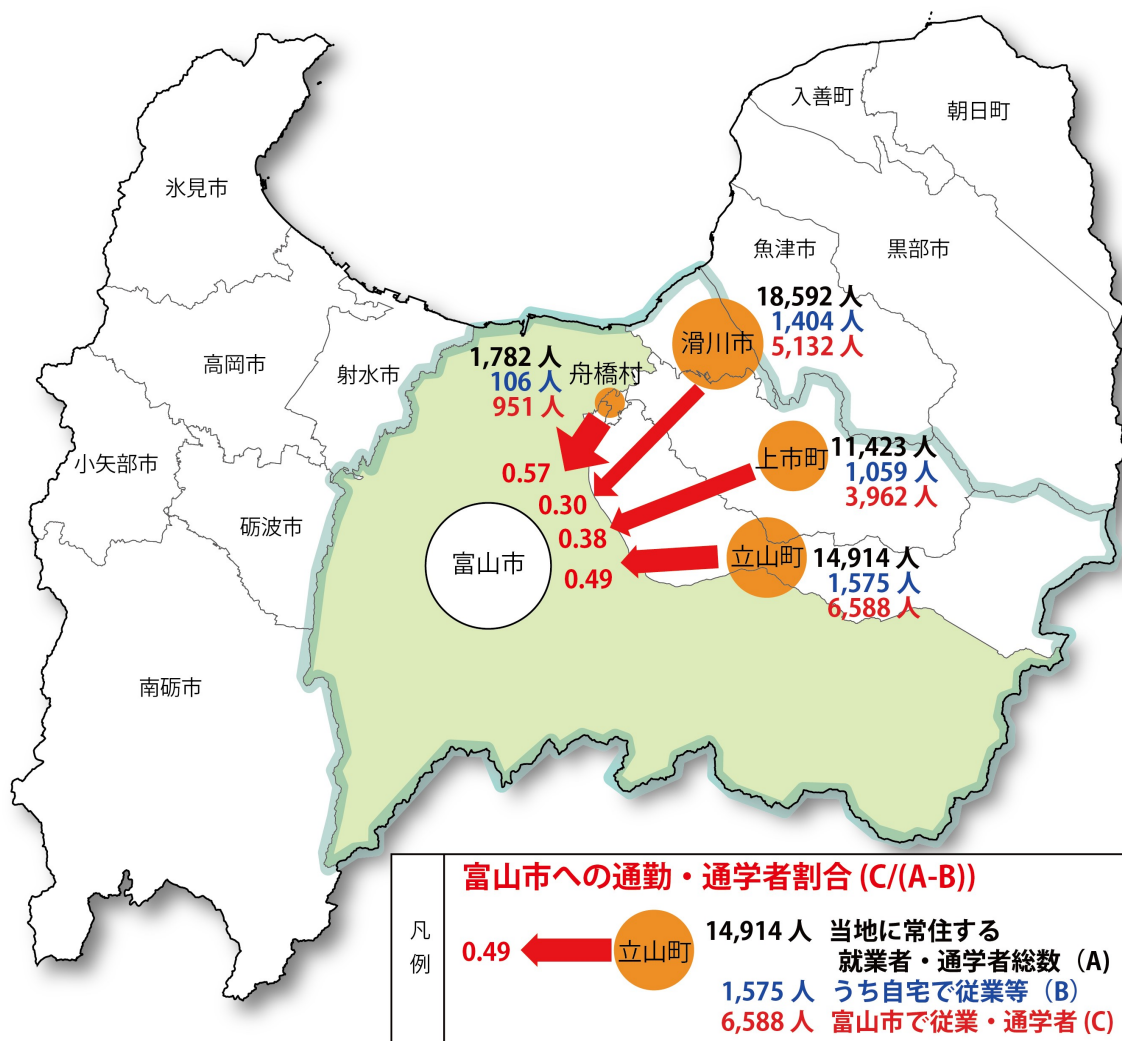 入善町
朝日町
氷見市
魚津市
黒部市
18,592 人
1,404 人
5,132 人
滑川市
高岡市
射水市
1,782 人
106 人
951 人
舟橋村
小矢部市
11,423 人
1,059 人
3,962 人
上市町
0.57
0.30
0.38
0.49
砺波市
富山市
立山町
14,914 人
1,575 人
6,588 人
南砺市
凡例
富山市への通勤・通学者割合 (C/(A-B))
0.49
立山町
14,914 人 当地に常住する
就業者・通学者総数（A）
1,575 人 うち自宅で従業等（B）
6,588 人 富山市で従業・通学者 (C)